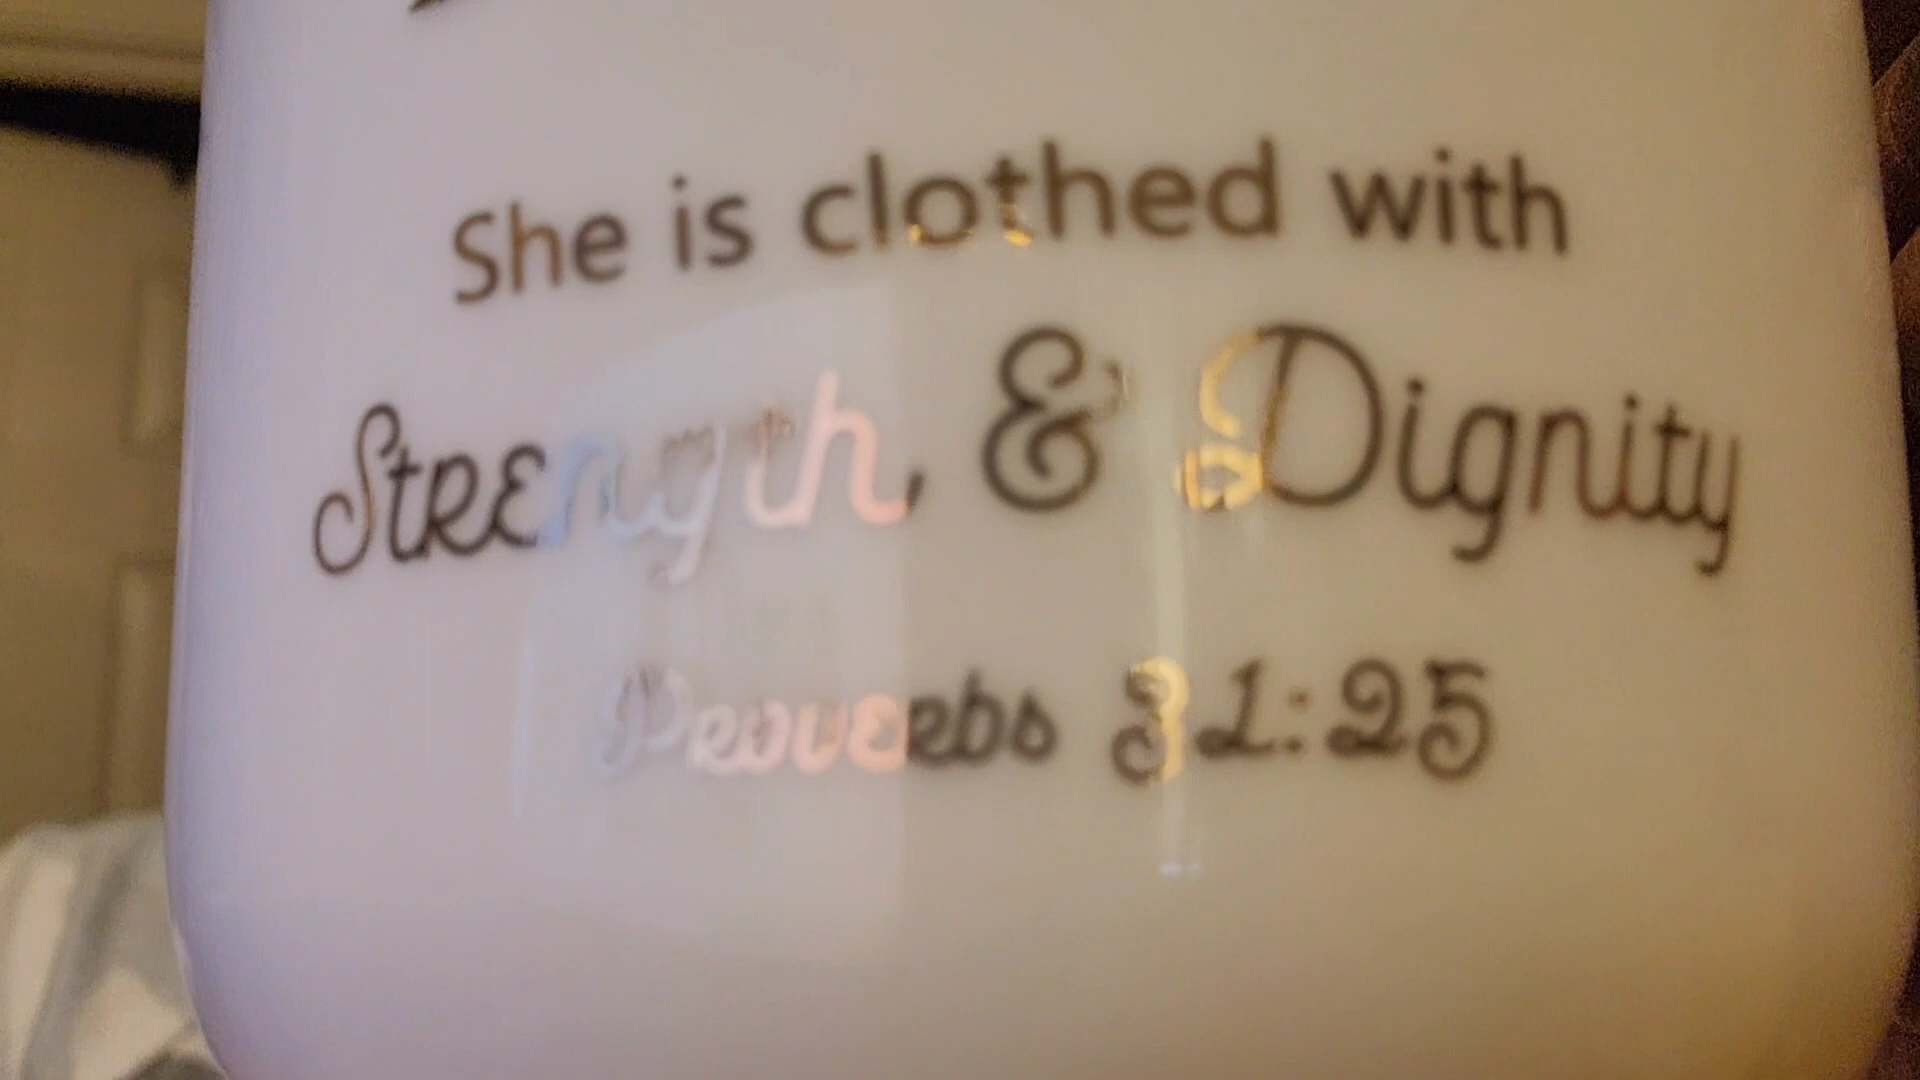 She is clothed with
Strength, & Dignity
Proverbs 31:25